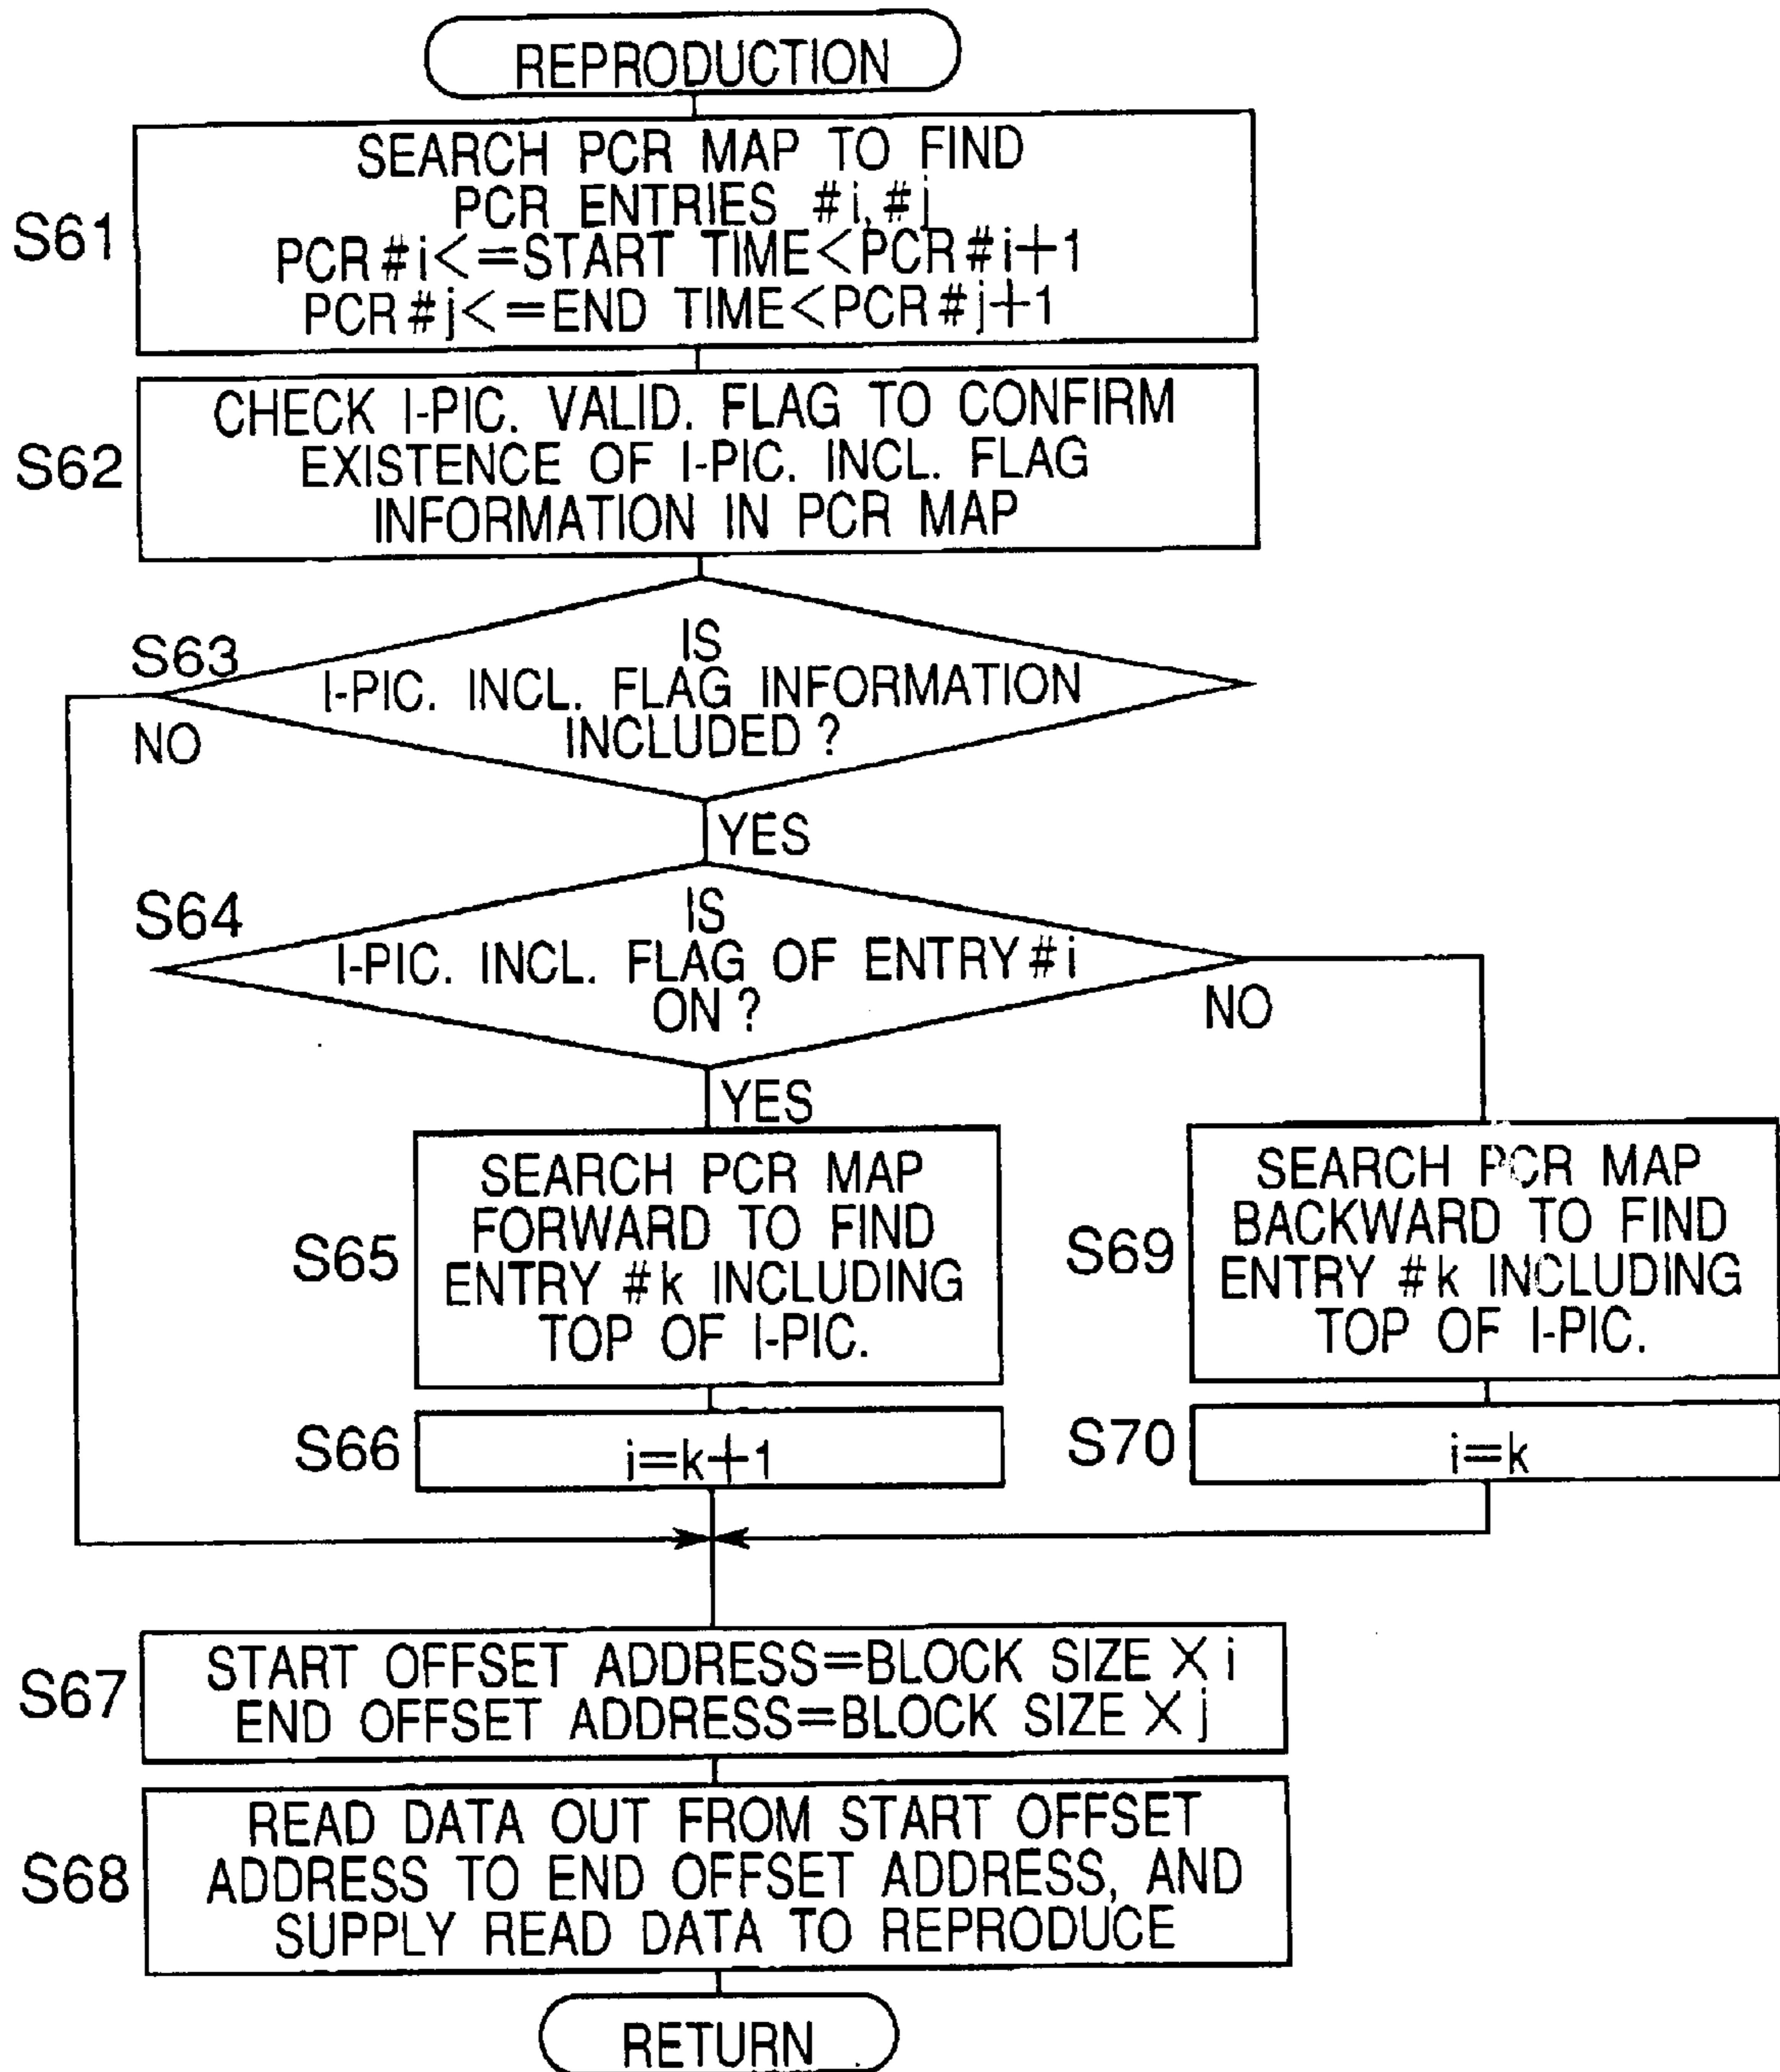 REPRODUCTION
S61
SEARCH PCR MAP TO FIND
PCR ENTRIES #i, #j
PCR#i<=START TIME<PCR#i+1
PCR#j<=END TIME<PCR#j+1
S62
CHECK I-PIC. VALID. FLAG TO CONFIRM
EXISTENCE OF I-PIC. INCL. FLAG
INFORMATION IN PCR MAP
S63
IS
I-PIC. INCL. FLAG INFORMATION
INCLUDED ?
NO
YES
S64
IS
I-PIC. INCL. FLAG OF ENTRY#i
ON ?
NO
YES
S65
SEARCH PCR MAP
FORWARD TO FIND
ENTRY #k INCLUDING
TOP OF I-PIC.
S69
SEARCH PCR MAP
BACKWARD TO FIND
ENTRY #k INCLUDING
TOP OF I-PIC.
S66
i=k+1
S70
i=k
S67
START OFFSET ADDRESS=BLOCK SIZE × i
END OFFSET ADDRESS=BLOCK SIZE × j
S68
READ DATA OUT FROM START OFFSET
ADDRESS TO END OFFSET ADDRESS, AND
SUPPLY READ DATA TO REPRODUCE
RETURN